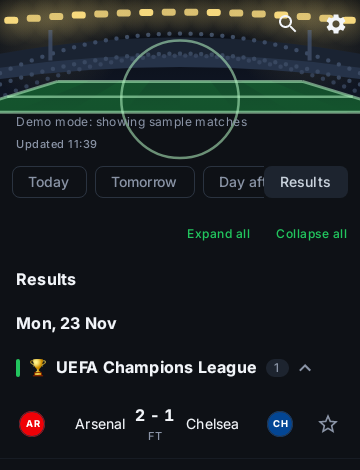 Demo mode: showing sample matches
Updated 11:39
Today Tomorrow Day aft Results
Expand all Collapse all
Results
Mon, 23 Nov
UEFA Champions League 1
AR Arsenal 2 - 1 Chelsea CH
FT